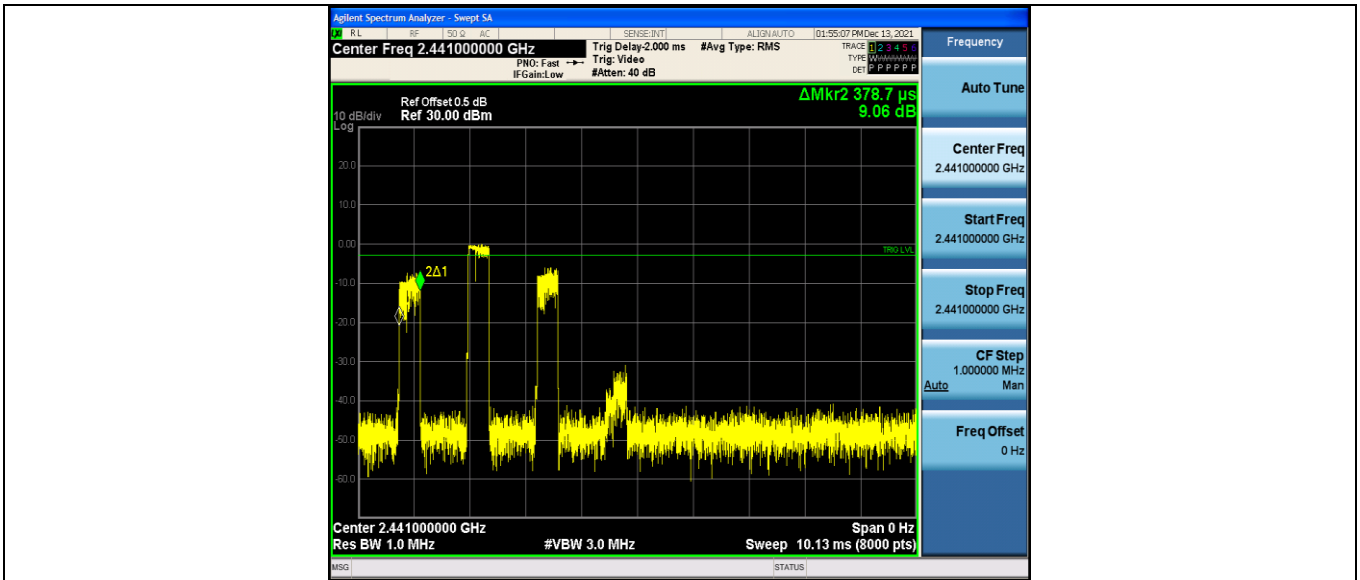 Agilent Spectrum Analyzer - Swept SA
RL RF 50 Ω AC SENSE:INT ALIGNAUTO 01:55:07 PM Dec 13, 2021
Center Freq 2.441000000 GHz
Trig Delay-2.000 ms #Avg Type: RMS
TRACE 1 2 3 4 5 6
PNO: Fast Trig: Video
TYPE W
IFGain:Low #Atten: 40 dB
DET P P P P P P
ΔMkr2 378.7 µs
9.06 dB
Ref Offset 0.5 dB
10 dB/div Ref 30.00 dBm
Log
20.0
10.0
0.00
TRIG LVL
2Δ1
-10.0
-20.0
-30.0
-40.0
-50.0
-60.0
Center 2.441000000 GHz Span 0 Hz
Res BW 1.0 MHz #VBW 3.0 MHz Sweep 10.13 ms (8000 pts)
MSG STATUS
Frequency
Auto Tune
Center Freq
2.441000000 GHz
Start Freq
2.441000000 GHz
Stop Freq
2.441000000 GHz
CF Step
1.000000 MHz
Auto Man
Freq Offset
0 Hz